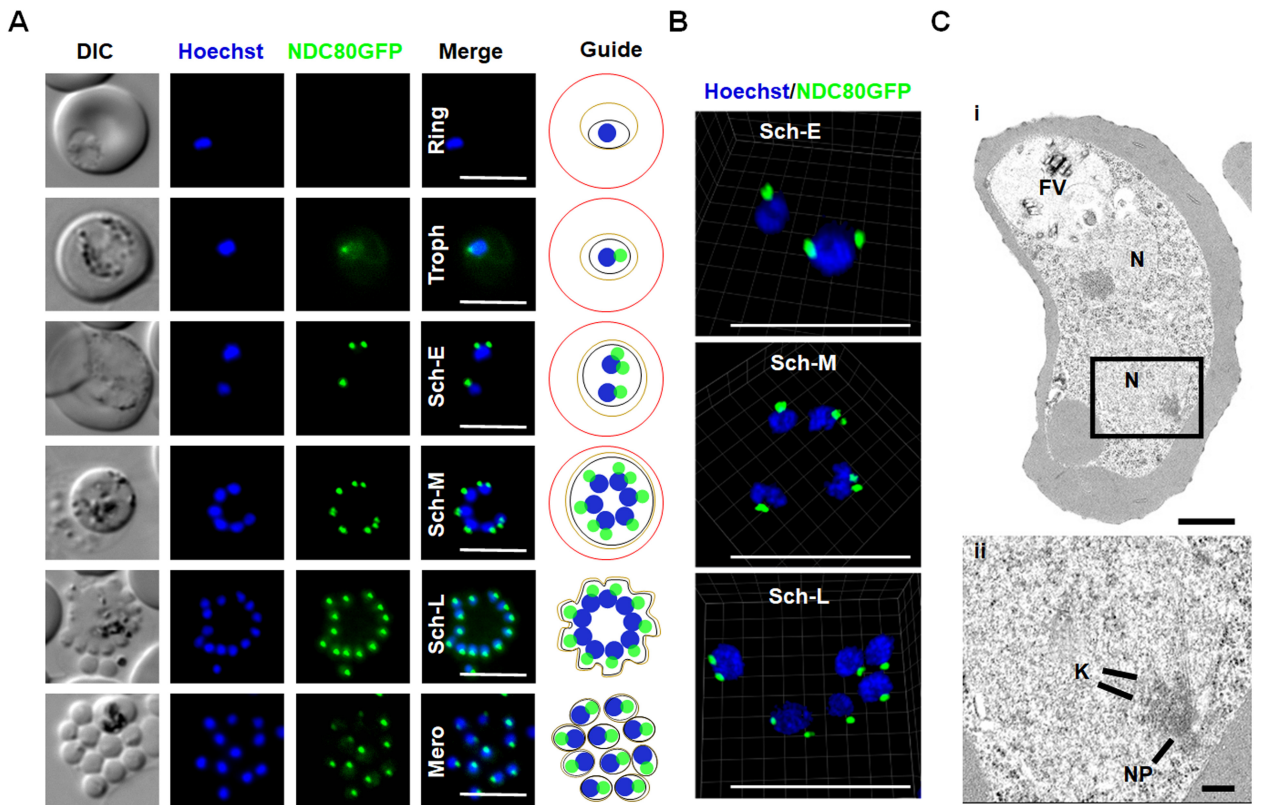 A
DIC Hoechst NDC80GFP Merge Guide
Ring
Troph
Sch-E
Sch-M
Sch-L
Mero
B
Hoechst/NDC80GFP
Sch-E
Sch-M
Sch-L
C
i
FV
N
N
ii
K
NP